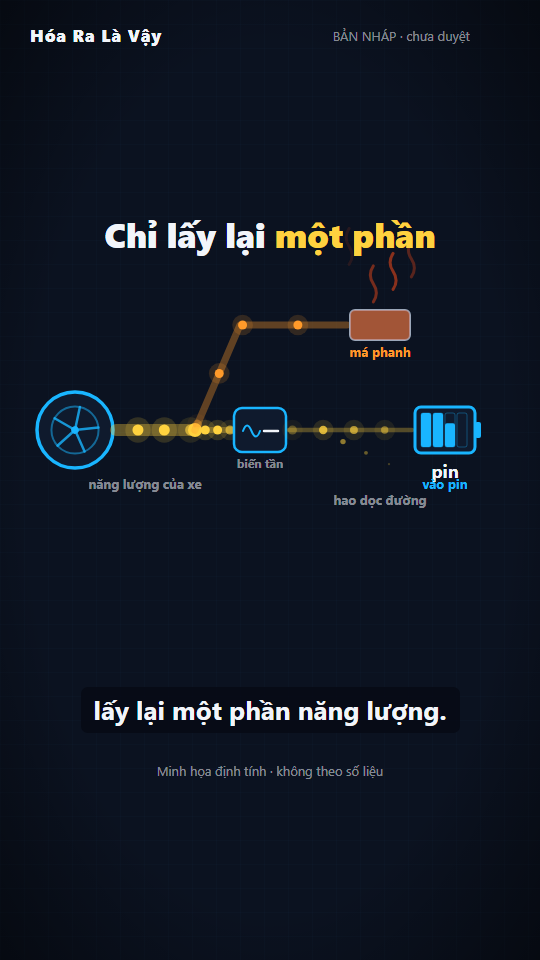 Hóa Ra Là Vậy
BẢN NHÁP · chưa duyệt
Chỉ lấy lại một phần
má phanh
biến tần
pin
năng lượng của xe
vào pin
hao dọc đường
lấy lại một phần năng lượng.
Minh họa định tính · không theo số liệu